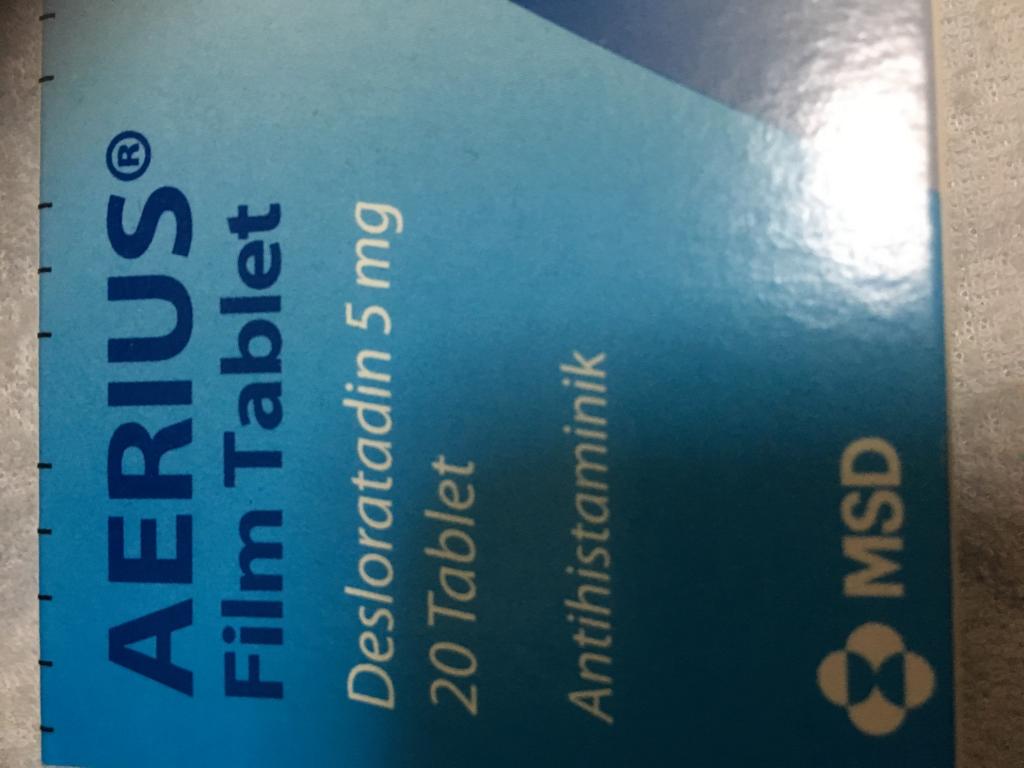 AERIUS®
Film Tablet
Desloratadin 5 mg
20 Tablet
Antihistaminik
MSD